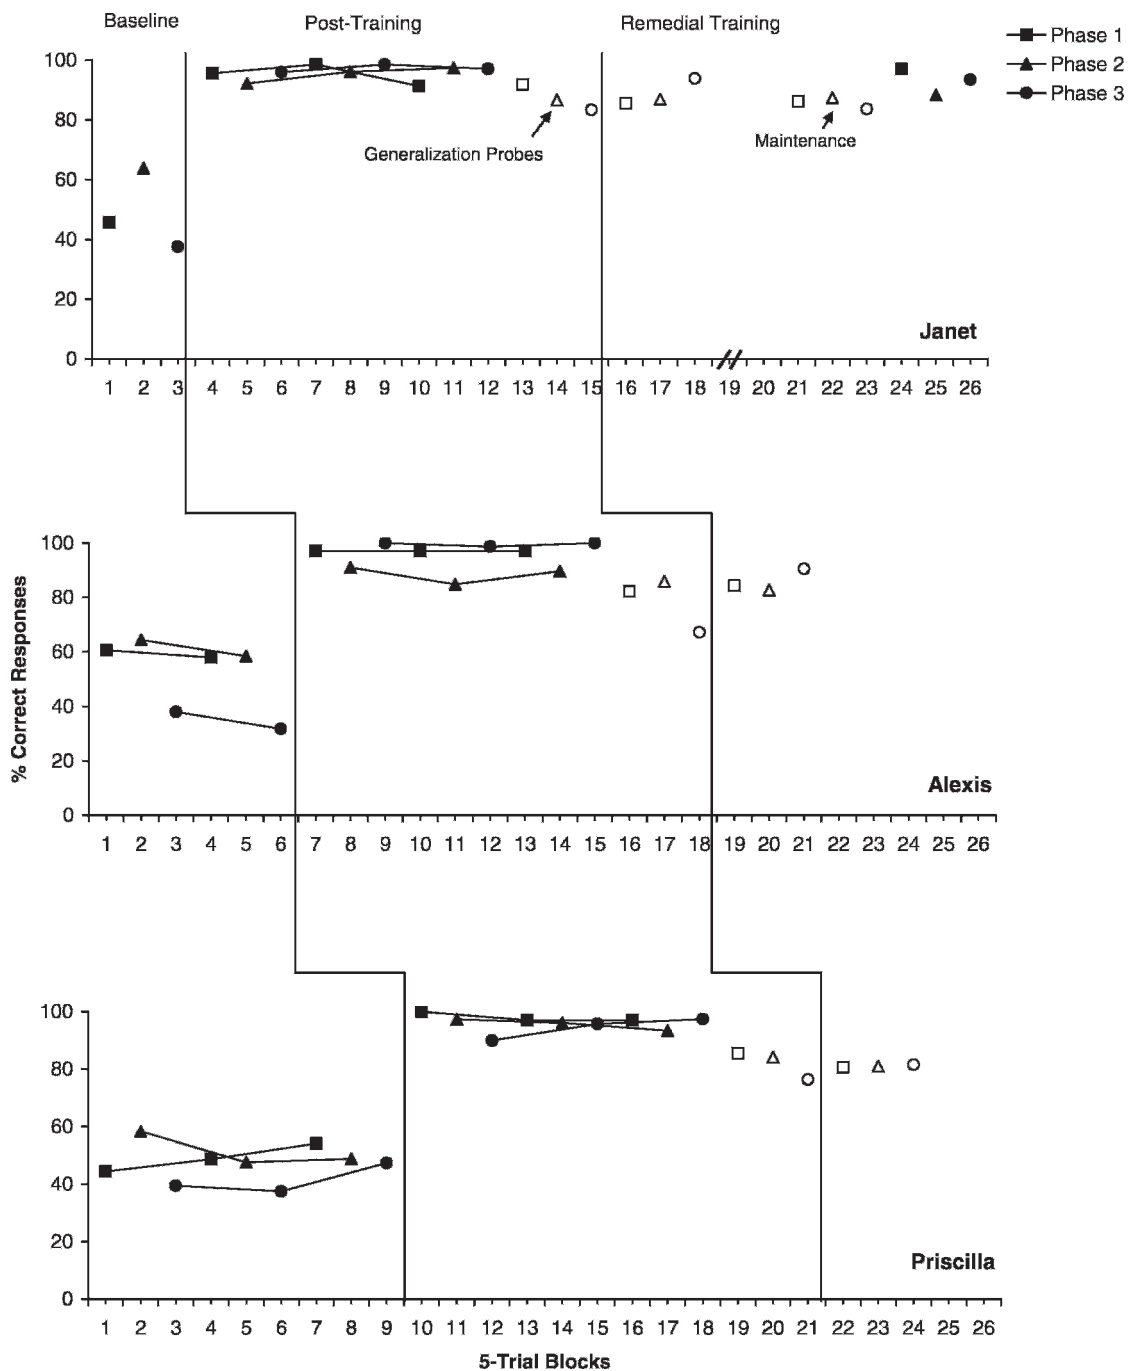 Baseline Post-Training Remedial Training
Phase 1
Phase 2
Phase 3
100
80
60
40
20
0
Generalization Probes
Maintenance
Janet
1 2 3 4 5 6 7 8 9 10 11 12 13 14 15 16 17 18 19 20 21 22 23 24 25 26
% Correct Responses
100
80
60
40
20
0
Alexis
1 2 3 4 5 6 7 8 9 10 11 12 13 14 15 16 17 18 19 20 21 22 23 24 25 26
100
80
60
40
20
0
Priscilla
1 2 3 4 5 6 7 8 9 10 11 12 13 14 15 16 17 18 19 20 21 22 23 24 25 26
5-Trial Blocks